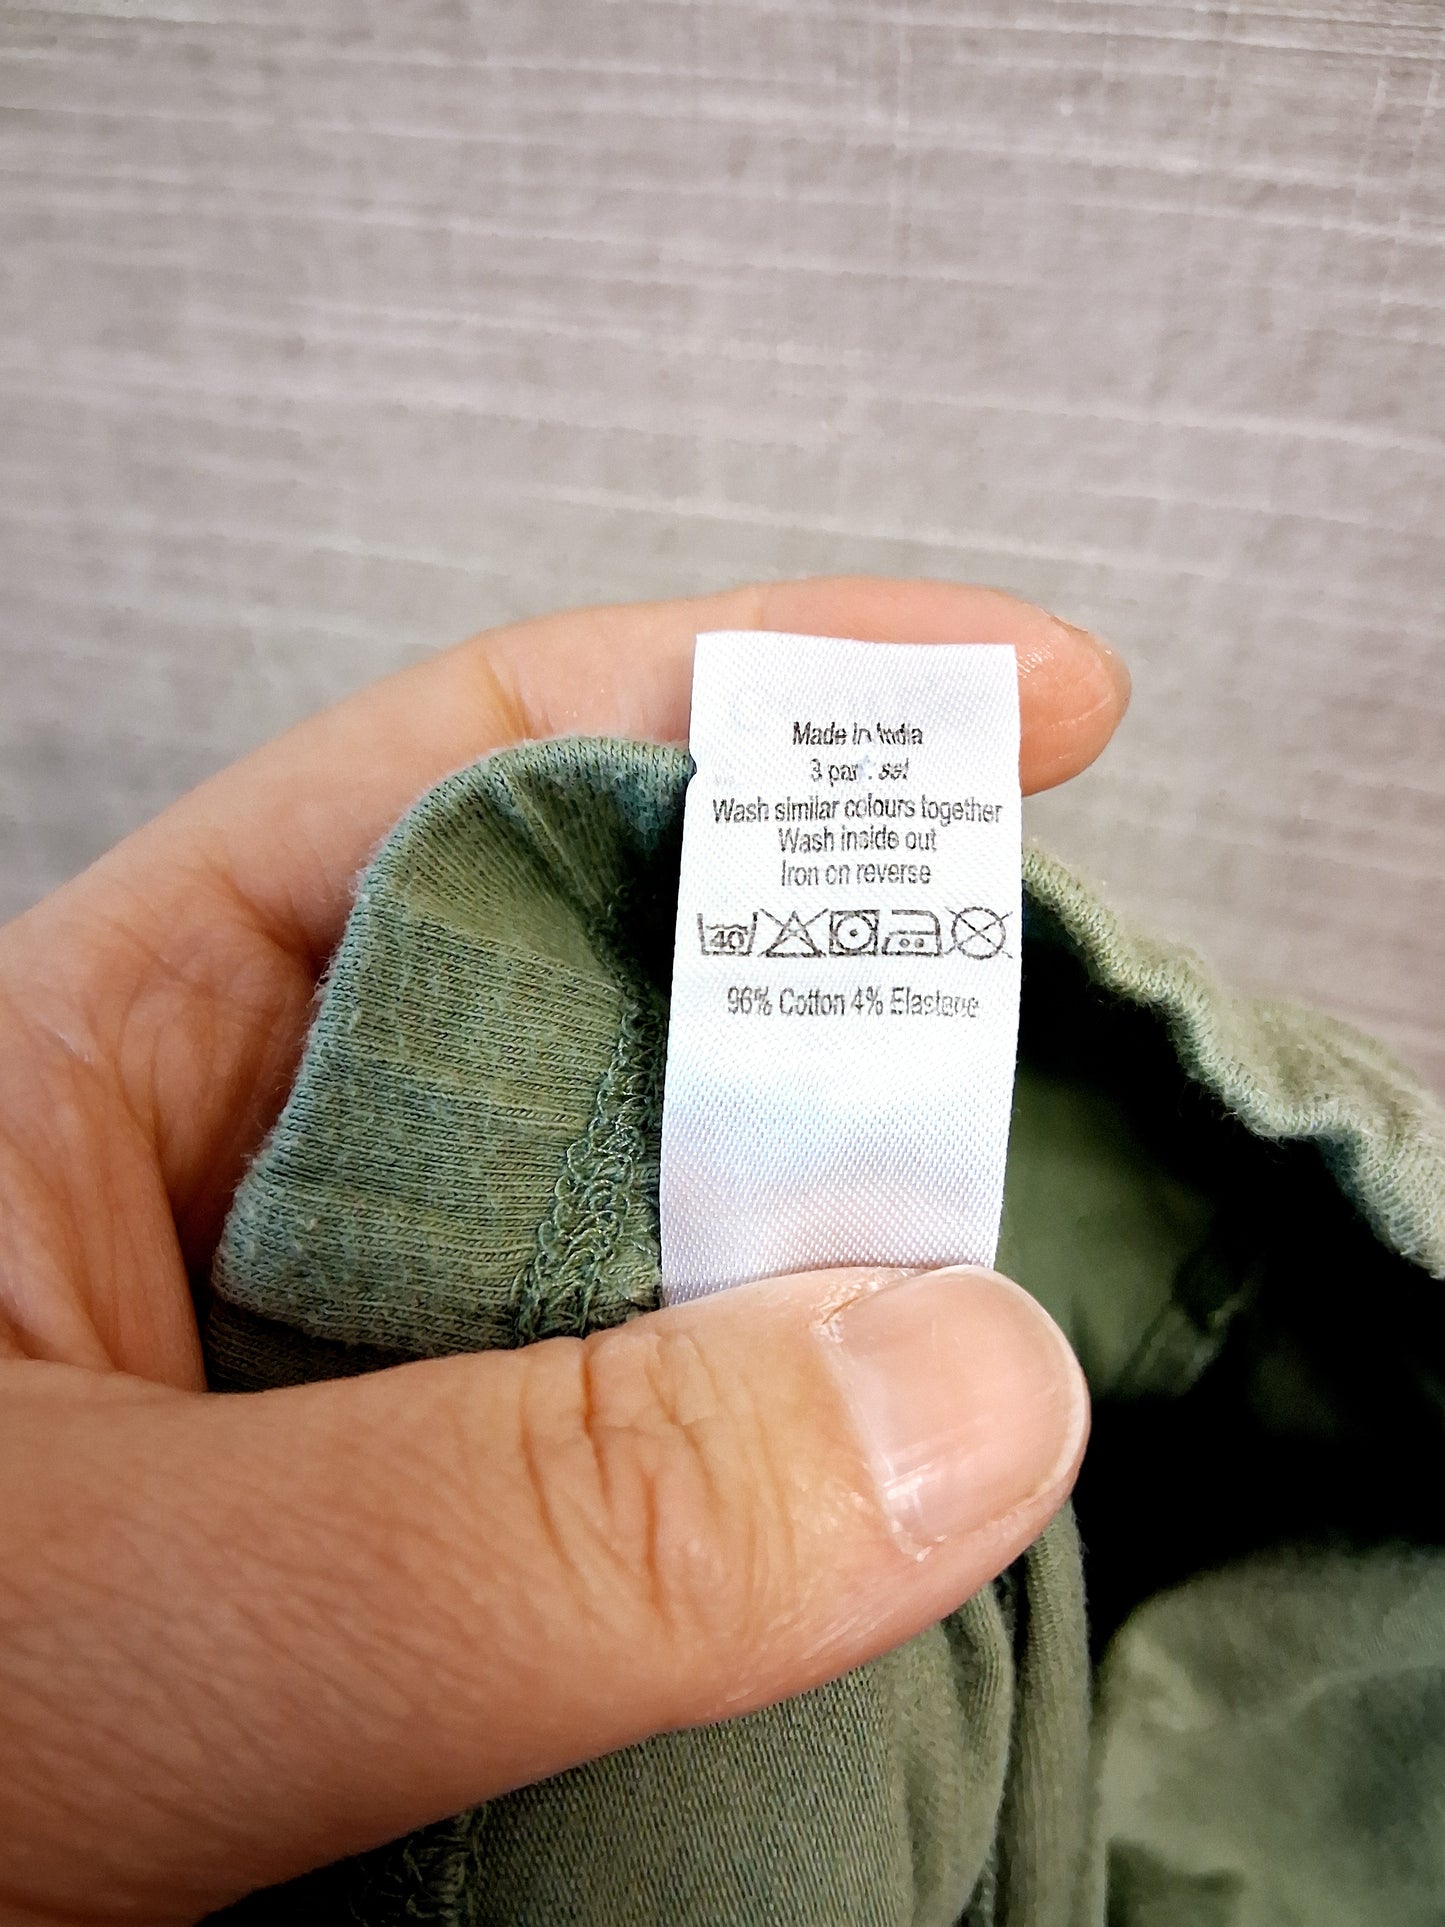 Made in India
3 part set
Wash similar colours together
Wash inside out
Iron on reverse
40
96% Cotton 4% Elastane